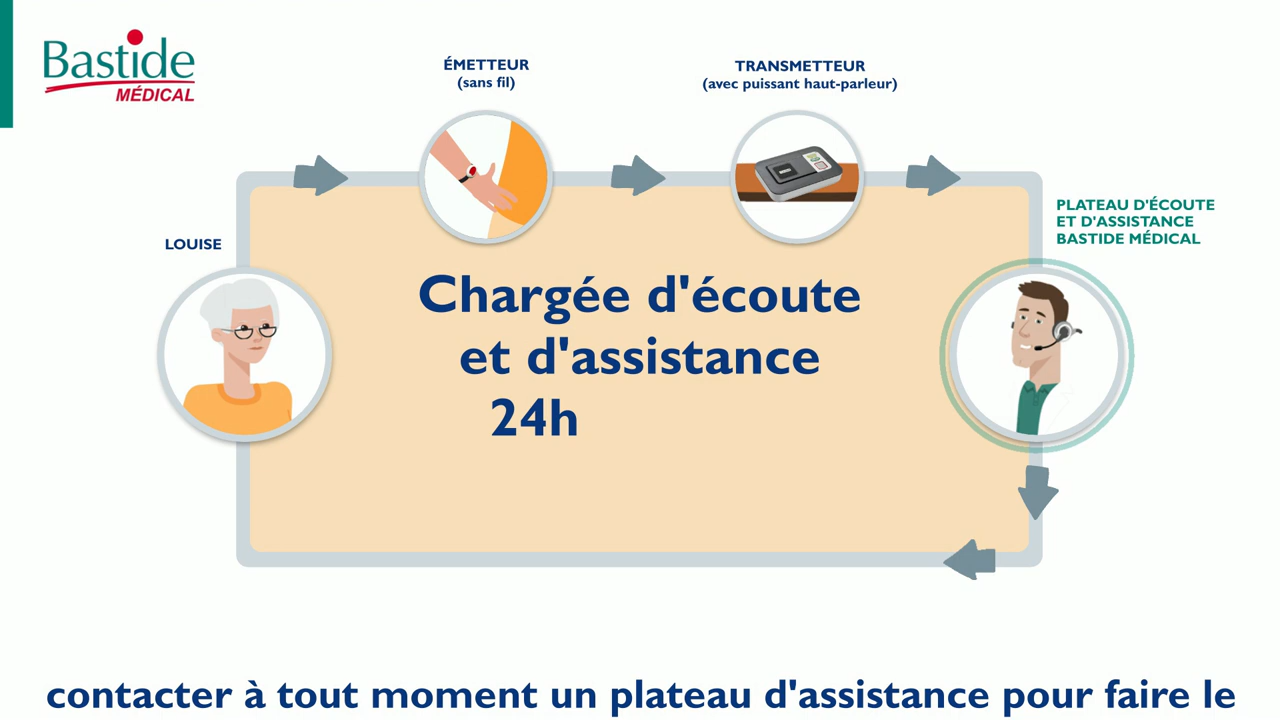 Bastide
MÉDICAL
ÉMETTEUR
(sans fil)
TRANSMETTEUR
(avec puissant haut-parleur)
PLATEAU D'ÉCOUTE
ET D'ASSISTANCE
BASTIDE MÉDICAL
LOUISE
Chargée d'écoute
et d'assistance
24h
contacter à tout moment un plateau d'assistance pour faire le